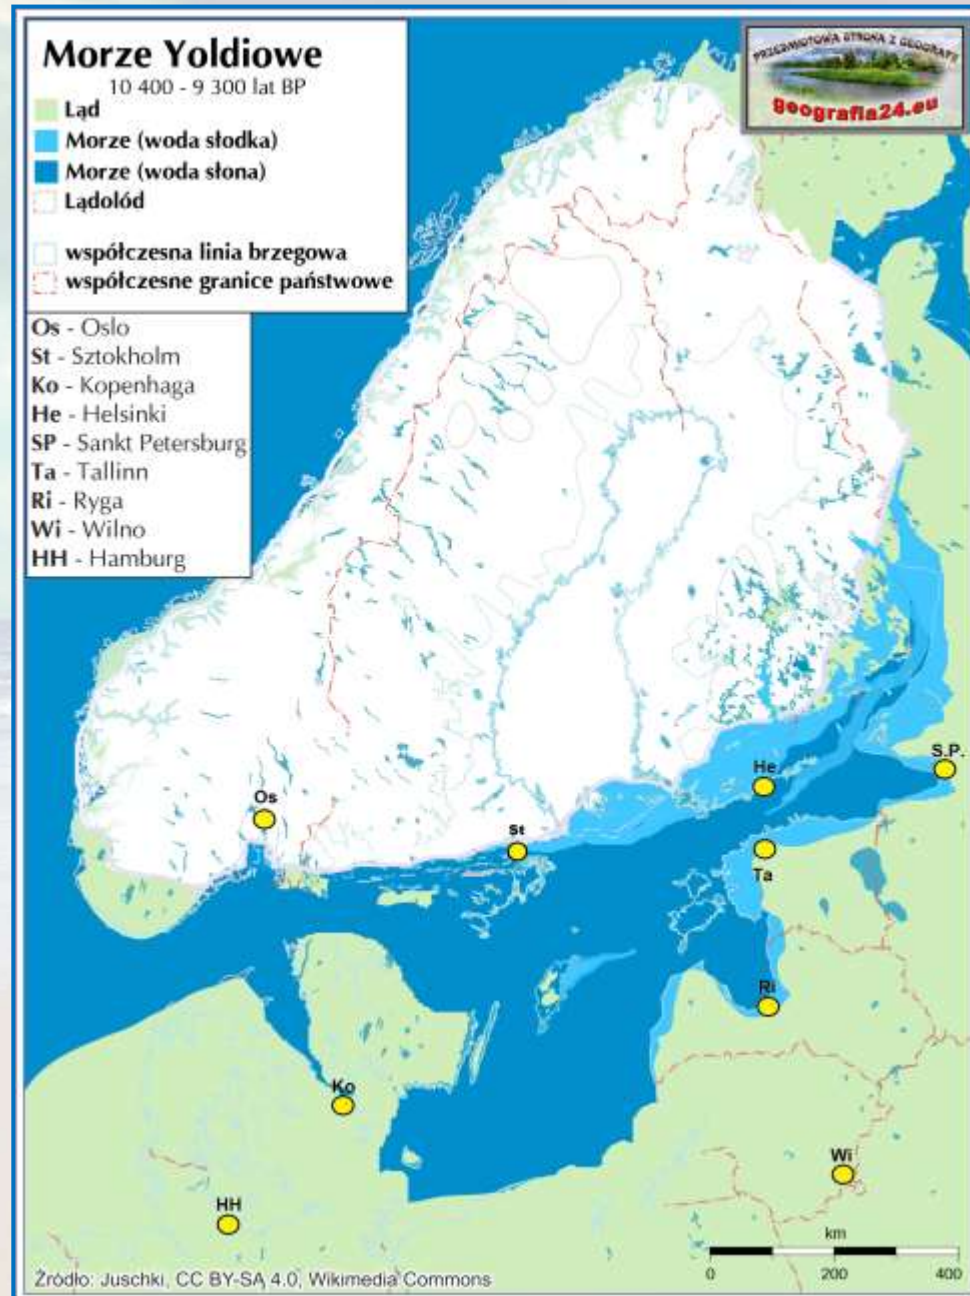 Morze Yoldiowe
10 400 - 9 300 lat BP
Ląd
Morze (woda słodka)
Morze (woda słona)
Lądolód
współczesna linia brzegowa
współczesne granice państwowe
Os - Oslo
St - Sztokholm
Ko - Kopenhaga
He - Helsinki
SP - Sankt Petersburg
Ta - Tallinn
Ri - Ryga
Wi - Wilno
HH - Hamburg
PRZEDMIOTOWA STRONA Z GEOGRAFII
geografia24.eu
S.P.
He
Os
St
Ta
Ri
Ko
Wi
HH
km
0 200 400
Źródło: Juschki, CC BY-SA 4.0, Wikimedia Commons